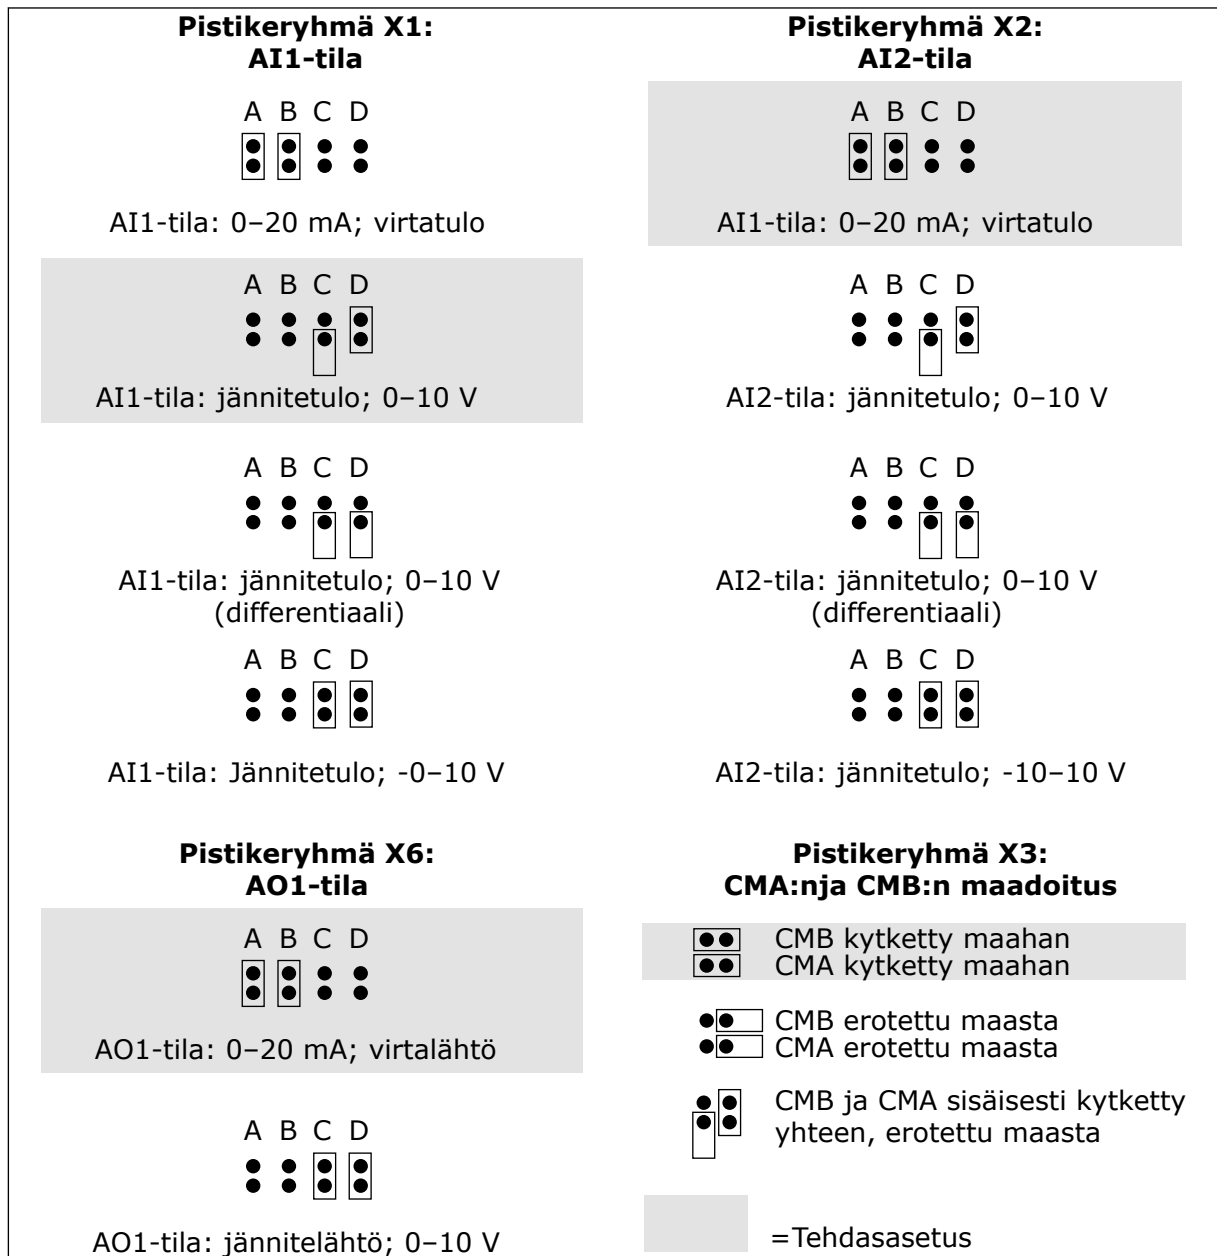 Pistikeryhmä X1:
AI1-tila
A B C D
AI1-tila: 0–20 mA; virtatulo
A B C D
AI1-tila: jännitetulo; 0–10 V
A B C D
AI1-tila: jännitetulo; 0–10 V
(differentiaali)
A B C D
AI1-tila: Jännitetulo; -0–10 V
Pistikeryhmä X2:
AI2-tila
A B C D
AI1-tila: 0–20 mA; virtatulo
A B C D
AI2-tila: jännitetulo; 0–10 V
A B C D
AI2-tila: jännitetulo; 0–10 V
(differentiaali)
A B C D
AI2-tila: jännitetulo; -10–10 V
Pistikeryhmä X6:
AO1-tila
A B C D
AO1-tila: 0–20 mA; virtalähtö
A B C D
AO1-tila: jännitelähtö; 0–10 V
Pistikeryhmä X3:
CMA:nja CMB:n maadoitus
CMB kytketty maahan
CMA kytketty maahan
CMB erotettu maasta
CMA erotettu maasta
CMB ja CMA sisäisesti kytketty
yhteen, erotettu maasta
=Tehdasasetus